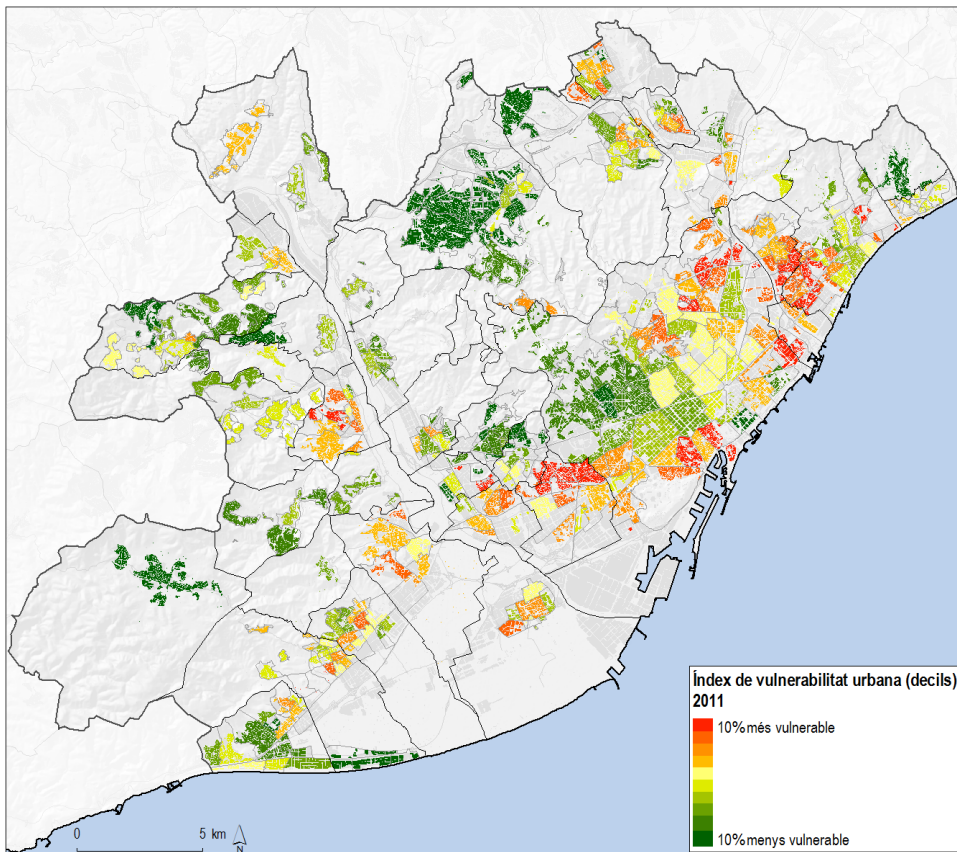 Índex de vulnerabilitat urbana (decils)
2011
10% més vulnerable
10% menys vulnerable
0 5 km
N